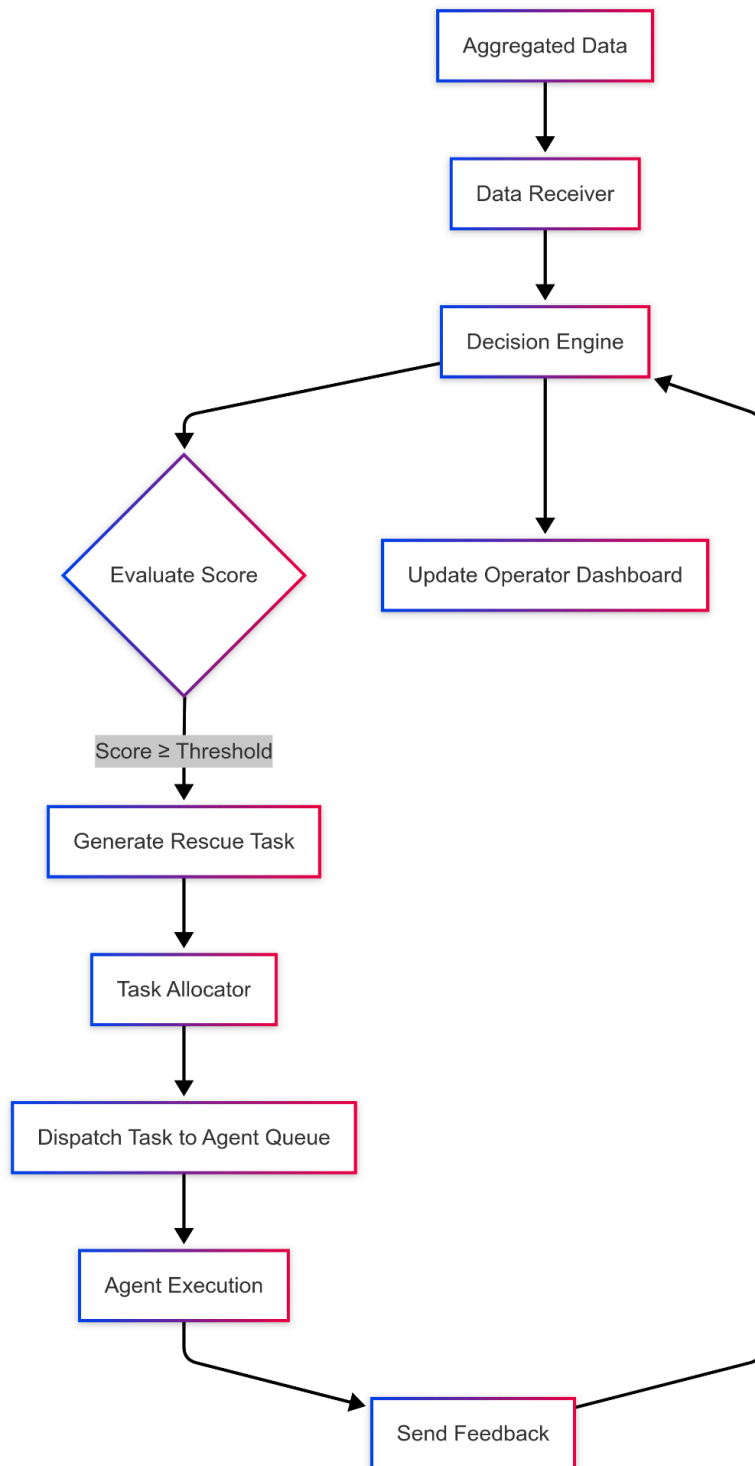 Aggregated Data
Data Receiver
Decision Engine
Evaluate Score
Update Operator Dashboard
Score ≥ Threshold
Generate Rescue Task
Task Allocator
Dispatch Task to Agent Queue
Agent Execution
Send Feedback